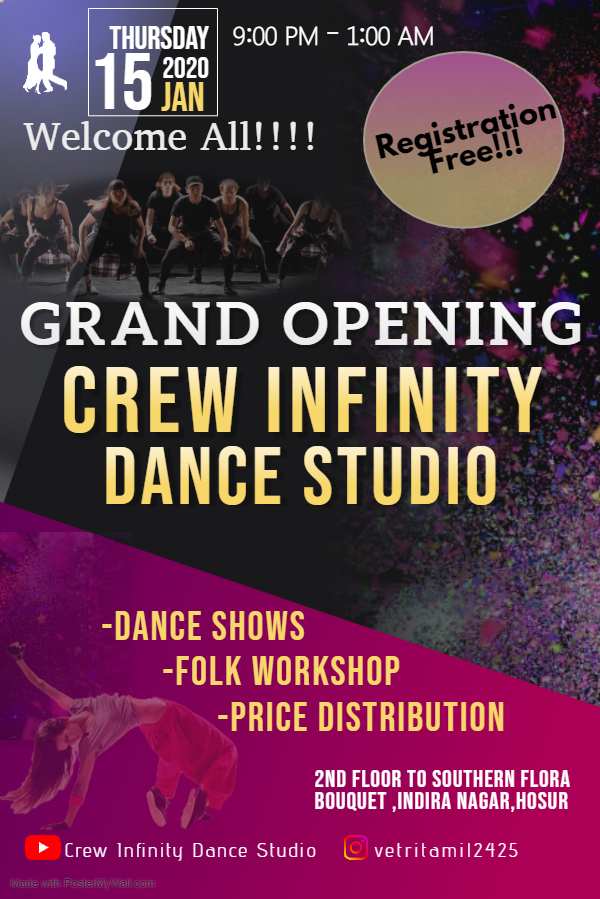 THURSDAY
15 2020
JAN
9:00 PM - 1:00 AM
Welcome All!!!!
Registration
Free!!!
GRAND OPENING
CREW INFINITY
DANCE STUDIO
-DANCE SHOWS
-FOLK WORKSHOP
-PRICE DISTRIBUTION
2ND FLOOR TO SOUTHERN FLORA
BOUQUET ,INDIRA NAGAR,HOSUR
Crew Infinity Dance Studio
vetritamil2425
Made with PosterMyWall.com